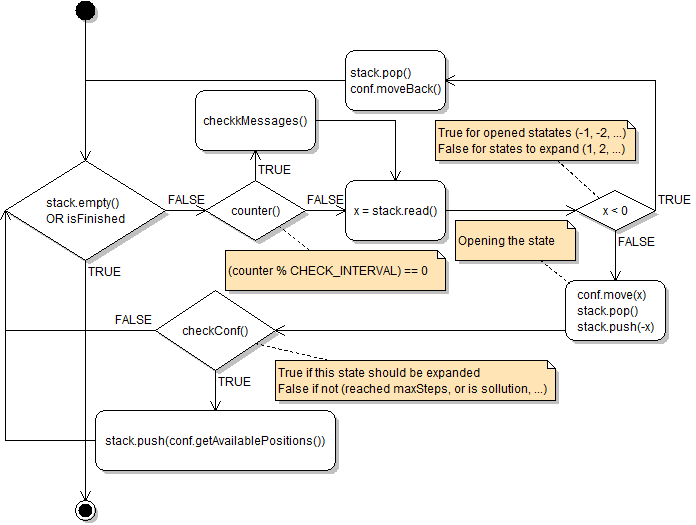 stack.pop()
conf.moveBack()
checkkMessages()
True for opened statates (-1, -2, ...)
False for states to expand (1, 2, ...)
TRUE
stack.empty()
OR isFinished
FALSE
counter()
FALSE
x = stack.read()
x < 0
TRUE
FALSE
Opening the state
TRUE
(counter % CHECK_INTERVAL) == 0
conf.move(x)
stack.pop()
stack.push(-x)
FALSE
checkConf()
True if this state should be expanded
False if not (reached maxSteps, or is sollution, ...)
TRUE
stack.push(conf.getAvailablePositions())